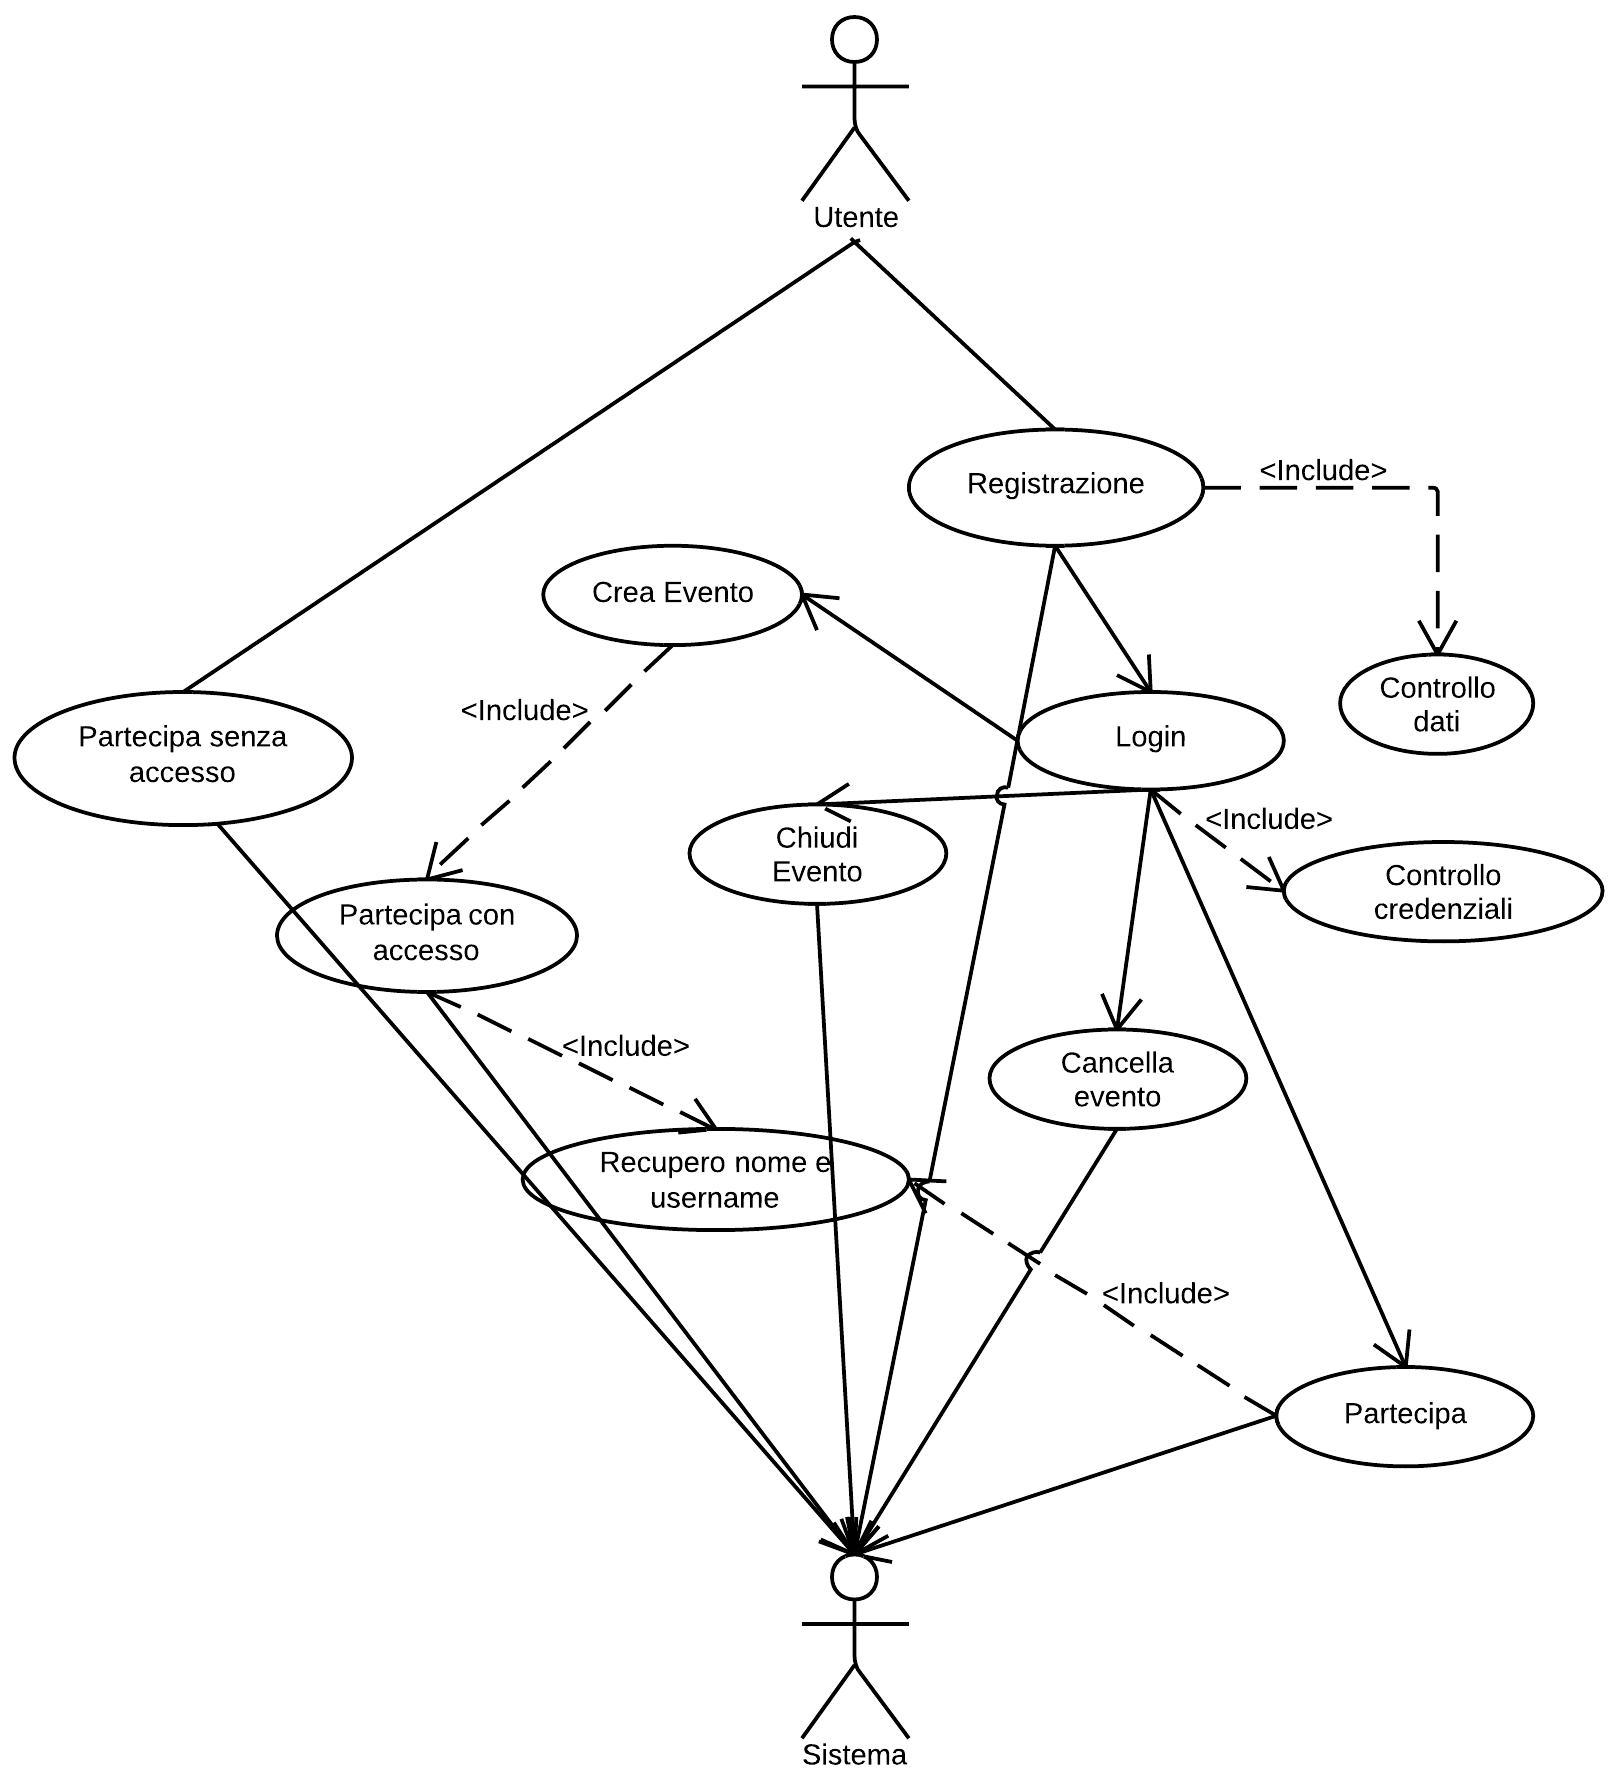 Utente
Registrazione
<Include>
Crea Evento
Controllo
dati
<Include>
Partecipa senza
accesso
Login
<Include>
Chiudi
Evento
Controllo
credenziali
Partecipa con
accesso
<Include>
Cancella
evento
Recupero nome e
username
<Include>
Partecipa
Sistema